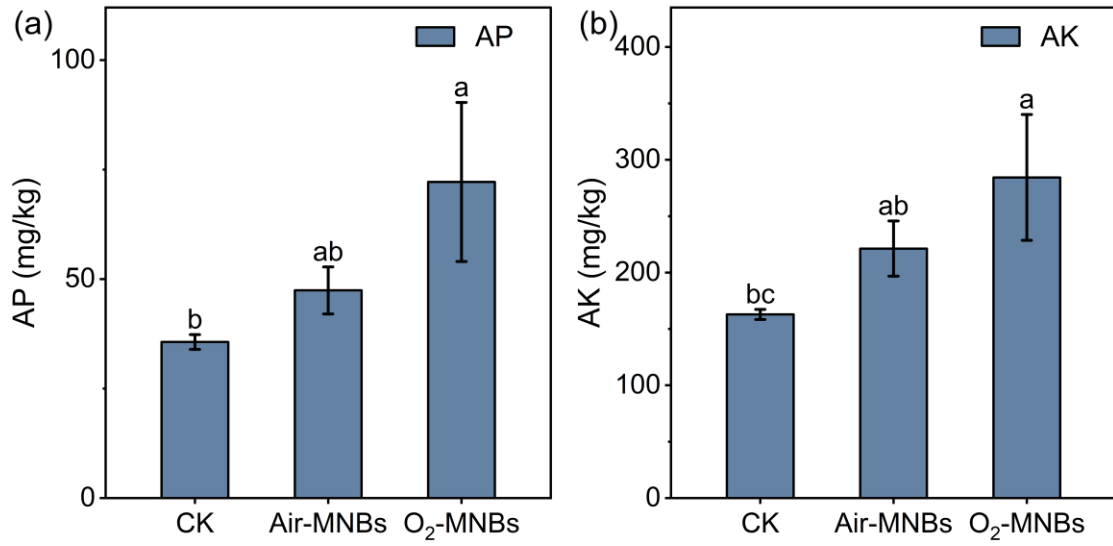 (a)
AP
100
50
0
AP (mg/kg)
b
ab
a
CK
Air-MNBs
O₂-MNBs
(b)
AK
400
300
200
100
0
AK (mg/kg)
bc
ab
a
CK
Air-MNBs
O₂-MNBs